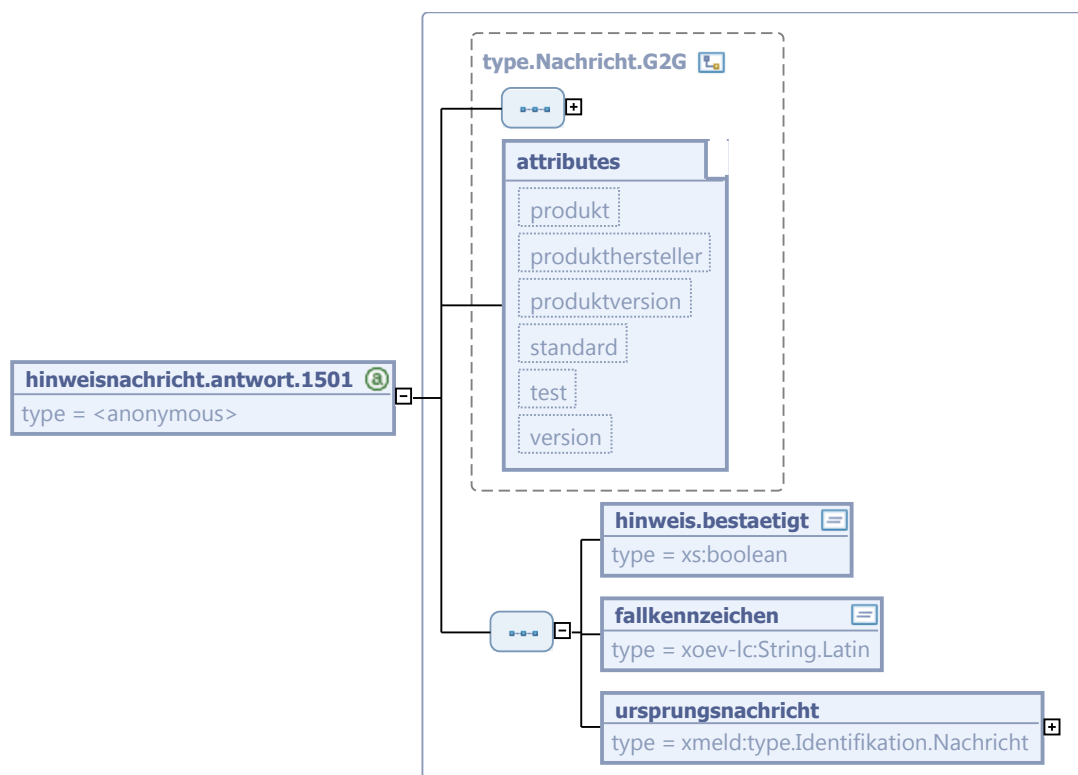 type.Nachricht.G2G
attributes
produkt
produkthersteller
produktversion
standard
test
version
hinweisnachricht.antwort.1501 @
type = <anonymous>
hinweis.bestaetigt
type = xs:boolean
fallkennzeichen
type = xoev-lc:String.Latin
ursprungsnachricht
type = xmeld:type.Identifikation.Nachricht